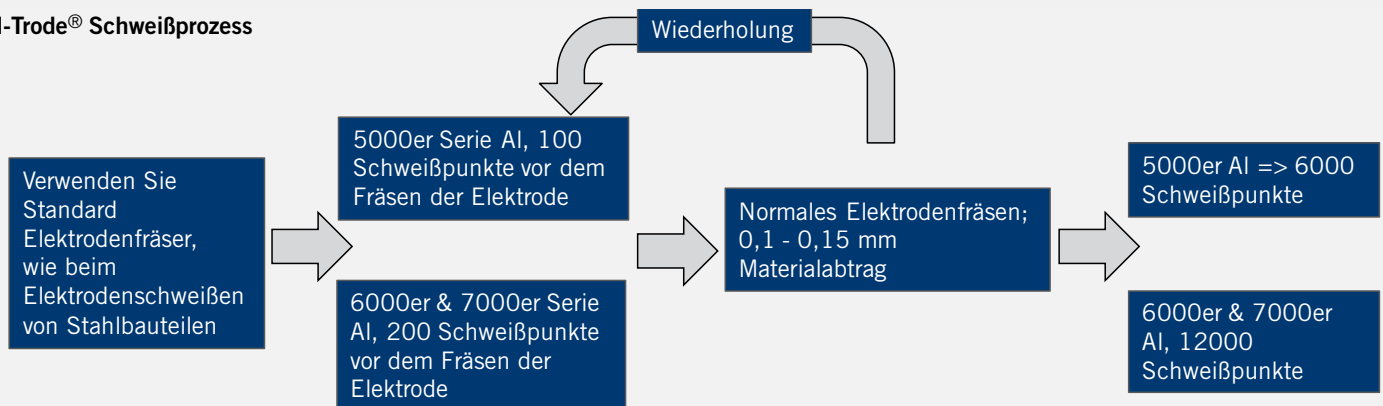 l-Trode® Schweißprozess
Wiederholung
Verwenden Sie
Standard
Elektrodenfräser,
wie beim
Elektrodenschweißen
von Stahlbauteilen
5000er Serie Al, 100
Schweißpunkte vor dem
Fräsen der Elektrode
6000er & 7000er Serie
Al, 200 Schweißpunkte
vor dem Fräsen der
Elektrode
Normales Elektrodenfräsen;
0,1 - 0,15 mm
Materialabtrag
5000er Al => 6000
Schweißpunkte
6000er & 7000er
Al, 12000
Schweißpunkte